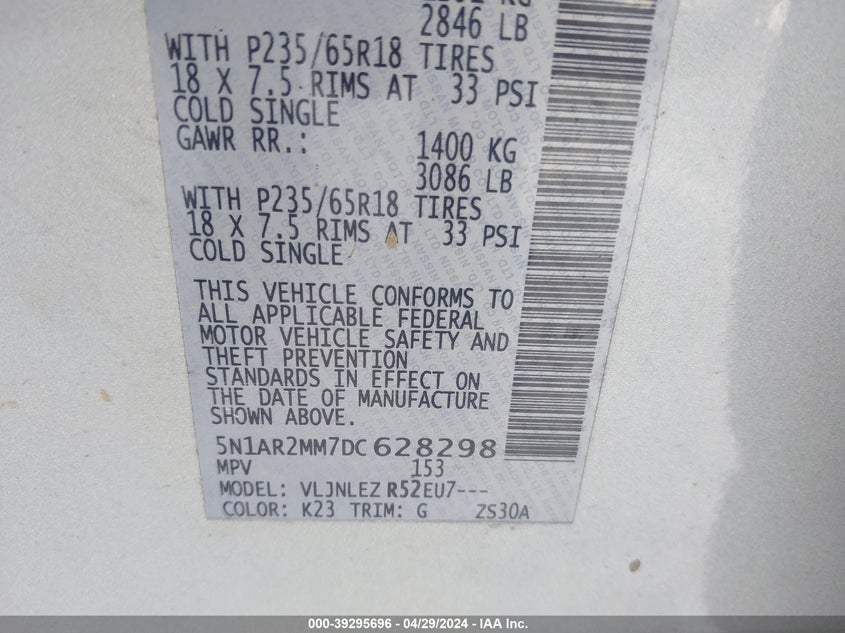 2846 LB
WITH P235/65R18 TIRES
18 X 7.5 RIMS AT 33 PSI
COLD SINGLE
GAWR RR.: 1400 KG
3086 LB
WITH P235/65R18 TIRES
18 X 7.5 RIMS AT 33 PSI
COLD SINGLE
THIS VEHICLE CONFORMS TO
ALL APPLICABLE FEDERAL
MOTOR VEHICLE SAFETY AND
THEFT PREVENTION
STANDARDS IN EFFECT ON
THE DATE OF MANUFACTURE
SHOWN ABOVE.
5N1AR2MM7DC628298
MPV 153
MODEL: VLJNLEZ R52EU7---
COLOR: K23 TRIM: G ZS30A
000-39295696 - 04/29/2024 - IAA Inc.